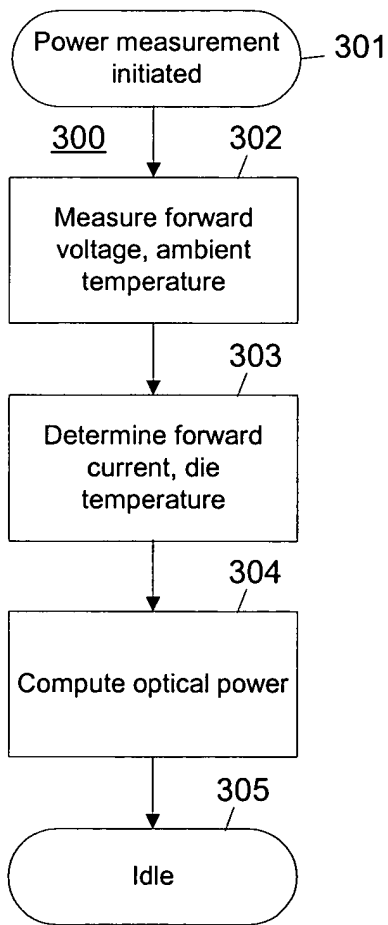 Power measurement
initiated
301
300
302
Measure forward
voltage, ambient
temperature
303
Determine forward
current, die
temperature
304
Compute optical power
305
Idle